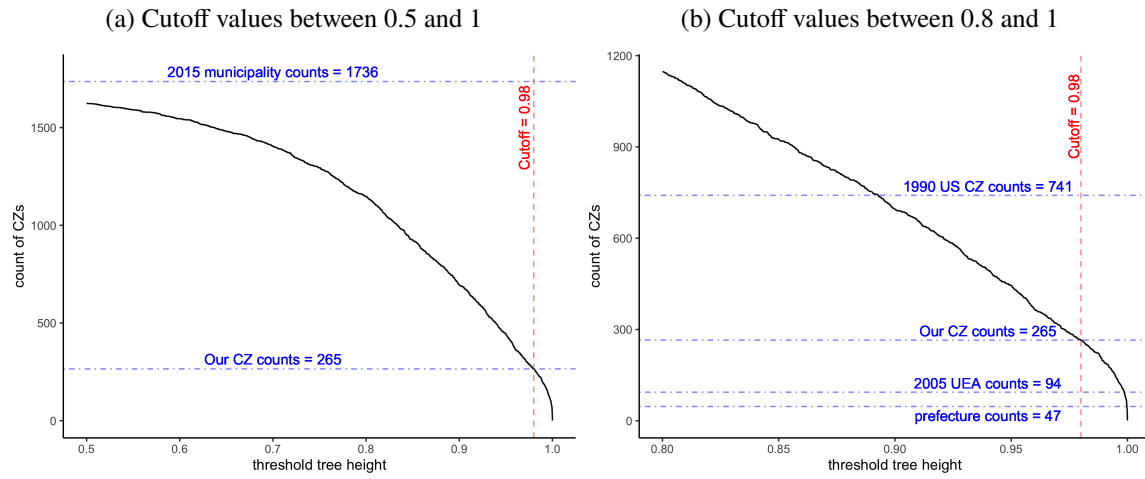 (a) Cutoff values between 0.5 and 1
2015 municipality counts = 1736
Cutoff = 0.98
Our CZ counts = 265
count of CZs
1500
1000
500
0
0.5 0.6 0.7 0.8 0.9 1.0
threshold tree height
(b) Cutoff values between 0.8 and 1
Cutoff = 0.98
1990 US CZ counts = 741
Our CZ counts = 265
2005 UEA counts = 94
prefecture counts = 47
count of CZs
1200
900
600
300
0
0.80 0.85 0.90 0.95 1.00
threshold tree height